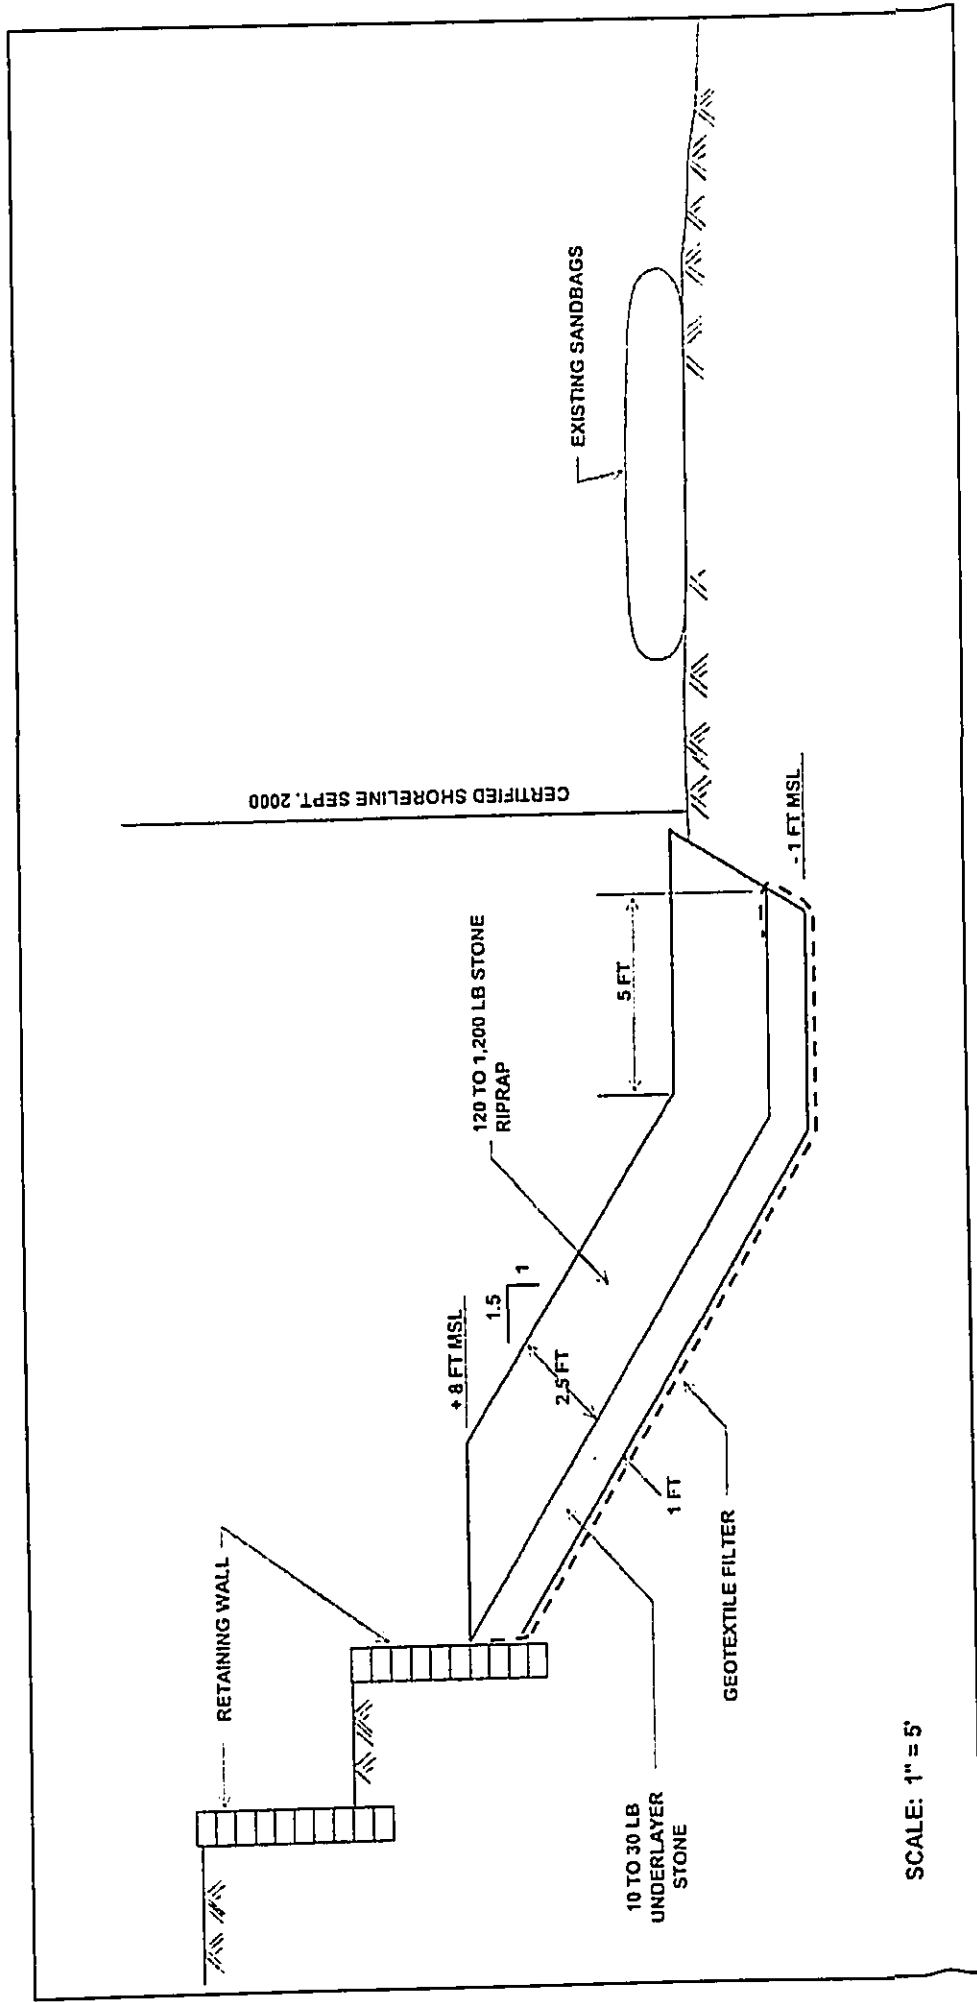 RETAINING WALL
+ 8 FT MSL
1.5
1
120 TO 1,200 LB STONE
RIPRAP
CERTIFIED SHORELINE SEPT. 2000
EXISTING SANDBAGS
5 FT
2.5 FT
1 FT
- 1 FT MSL
10 TO 30 LB
UNDERLAYER
STONE
GEOTEXTILE FILTER
SCALE: 1" = 5'